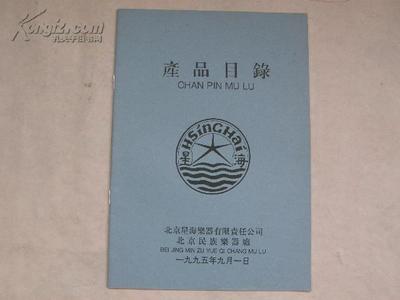 Kongfz.com
孔夫子旧书网
產品目錄
CHAN PIN MU LU
HSingHai
星 海
北京星海樂器有限責任公司
北京民族樂器廠
BEI JING MIN ZU YUE QI CHANG MU LU
一九九五年九月一日